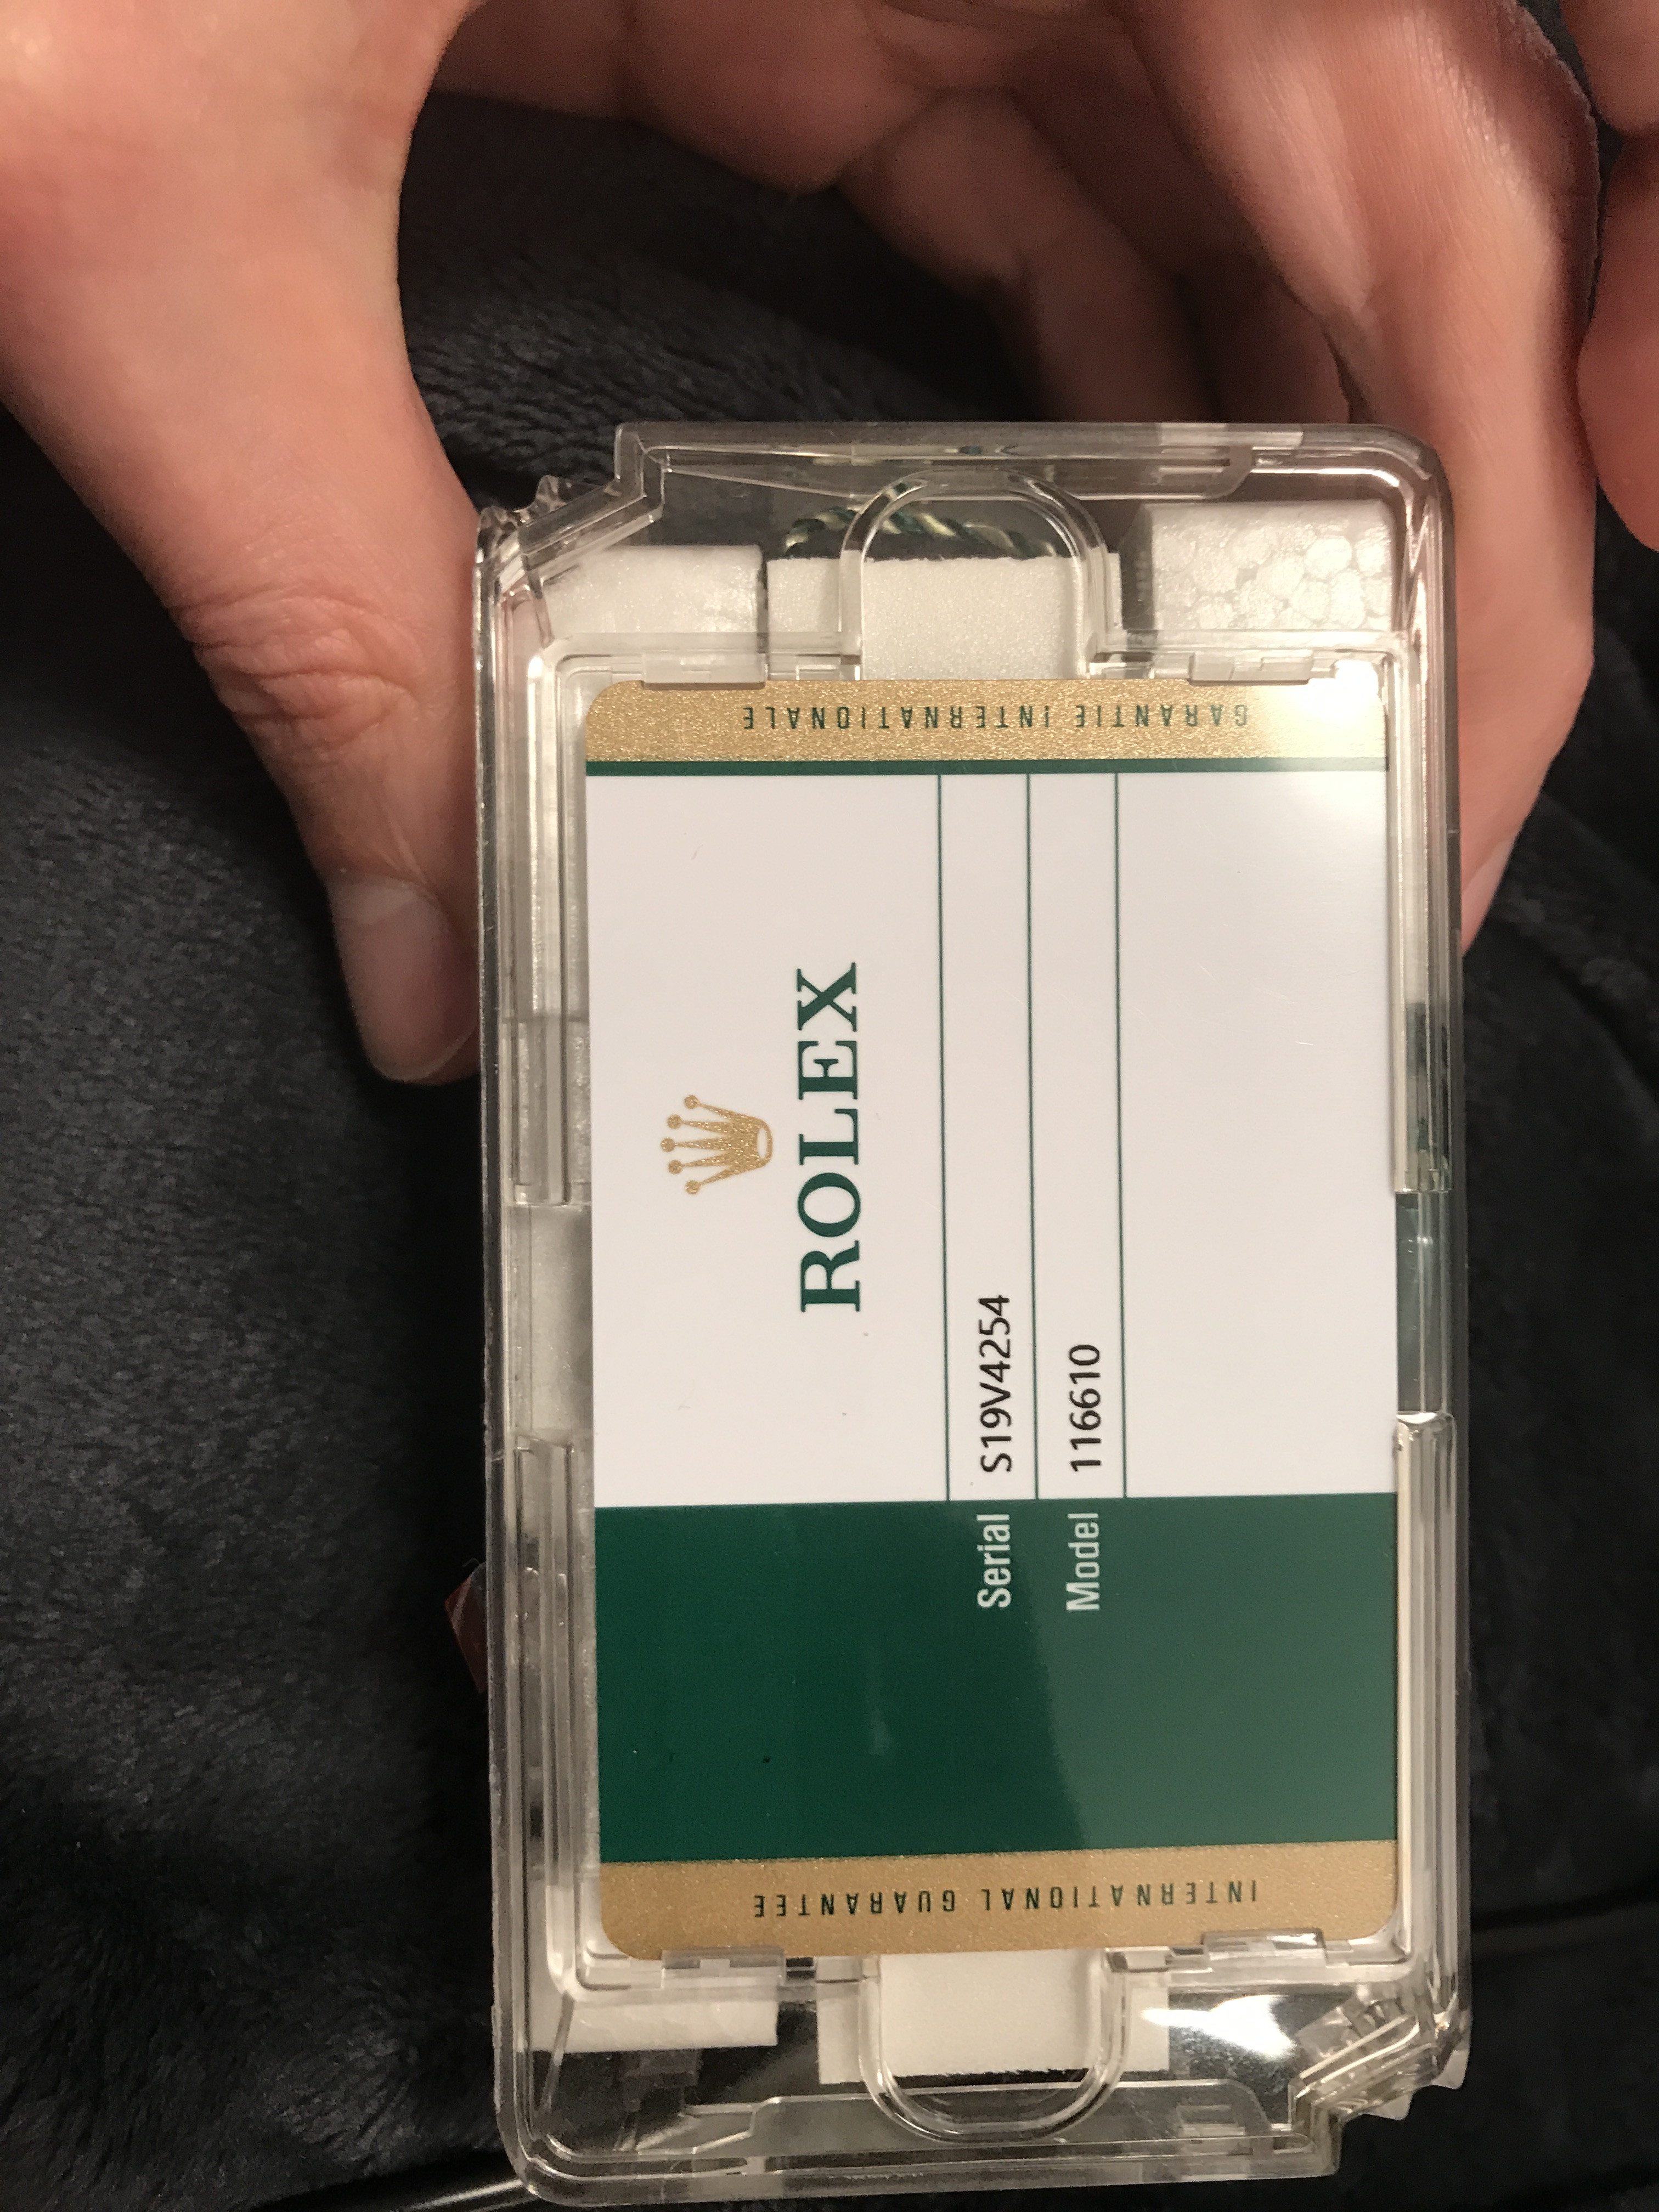 GARANTIE INTERNATIONALE
ROLEX
Serial S19V4254
Model 116610
INTERNATIONAL GUARANTEE